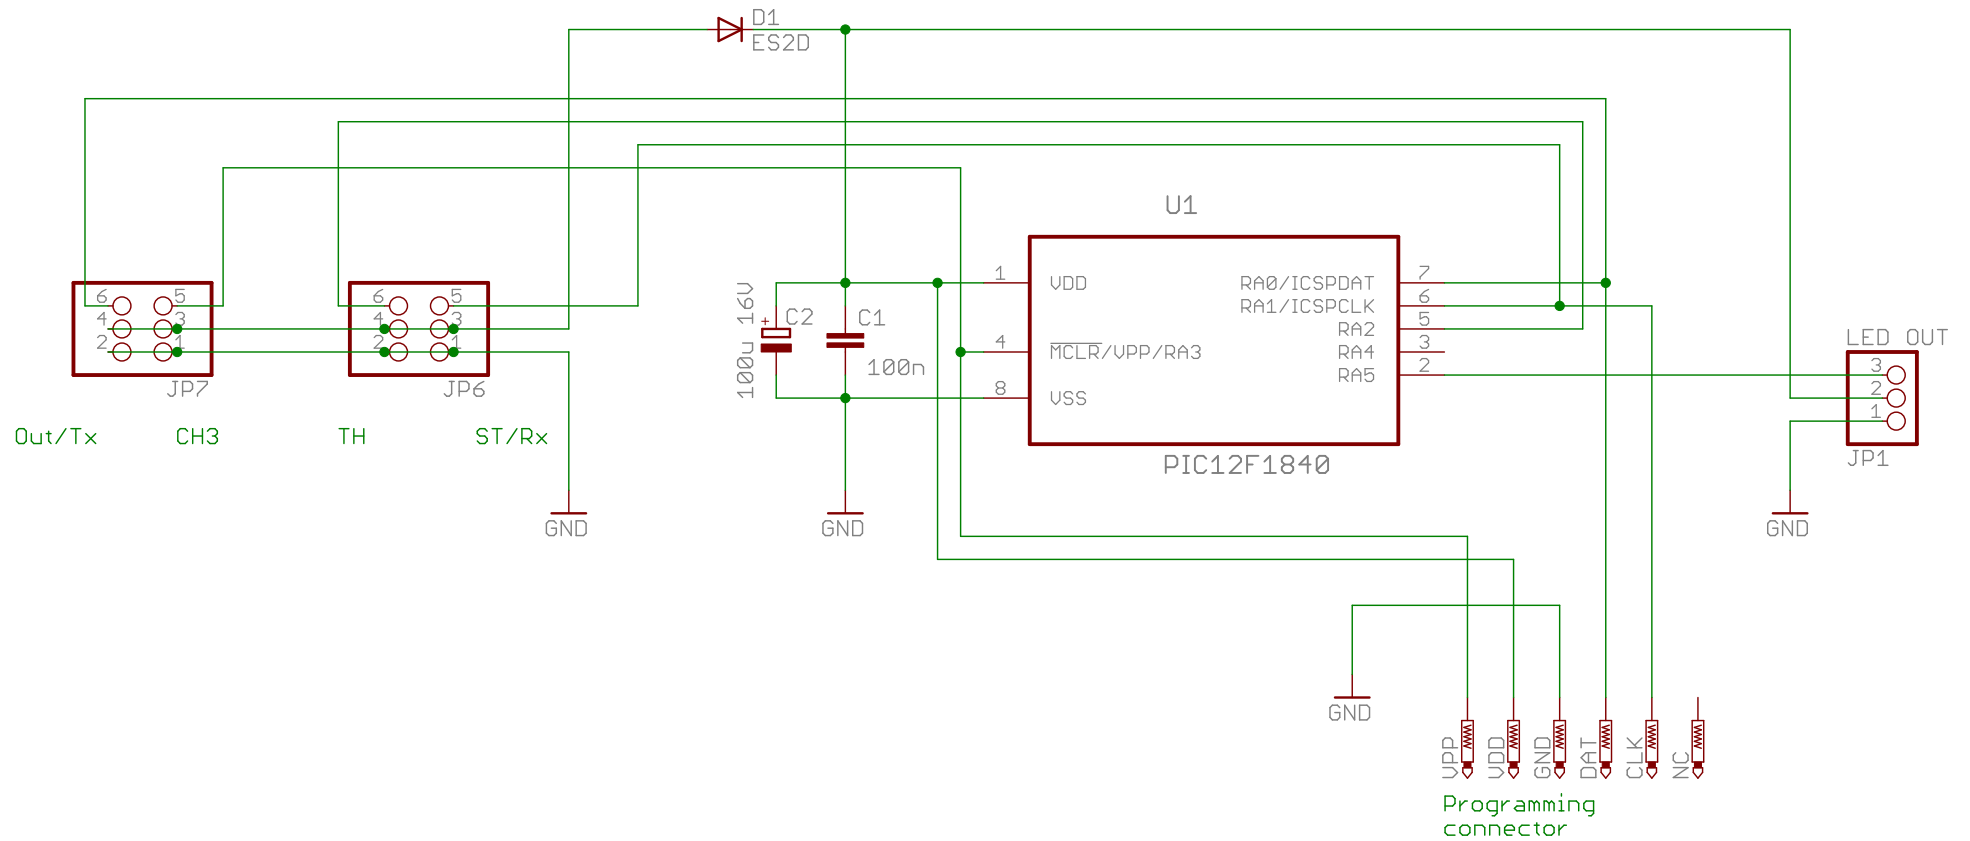 D1
ES2D
U1
1
VDD
4
MCLR/VPP/RA3
8
VSS
RA0/ICSPDAT
7
RA1/ICSPCLK
6
RA2
5
RA4
3
RA5
2
PIC12F1840
6
5
4
3
2
1
JP7
6
5
4
3
2
1
JP6
Out/Tx
CH3
TH
ST/Rx
100u 16V
+
C2
C1
100n
GND
GND
GND
GND
LED OUT
3
2
1
JP1
VPP
VDD
GND
DAT
CLK
NC
Programming
connector